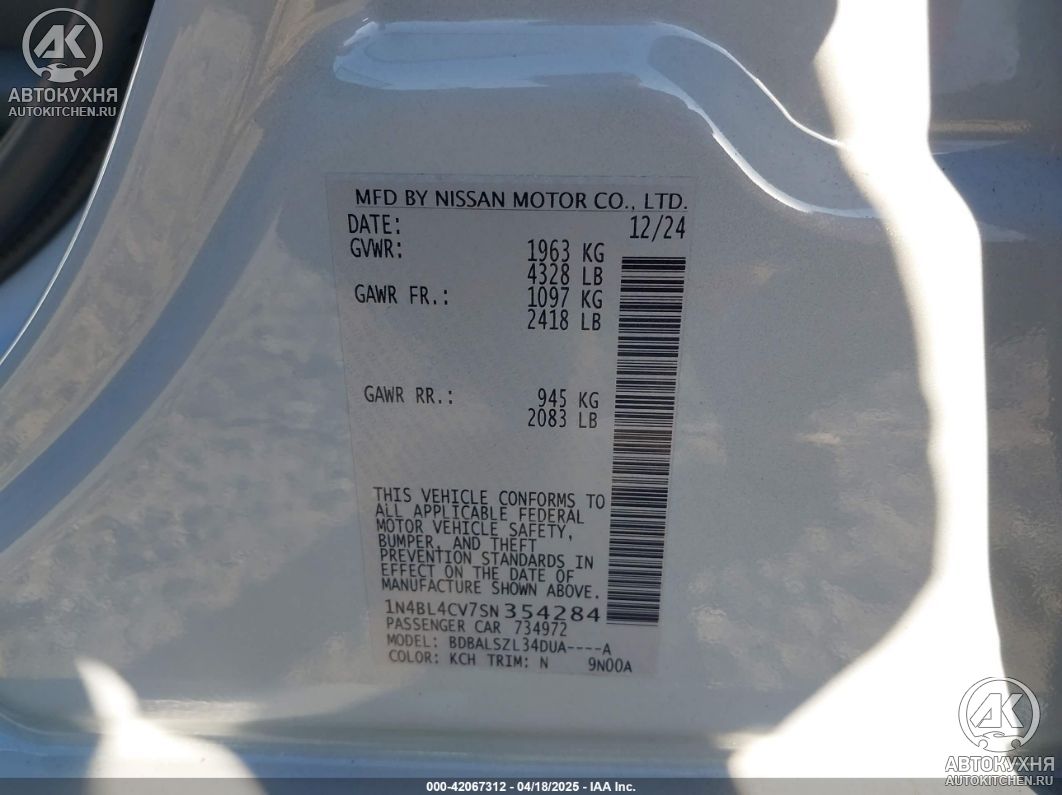 AK
АВТОКУХНЯ
AUTOKITCHEN.RU
MFD BY NISSAN MOTOR CO., LTD.
DATE: 12/24
GVWR: 1963 KG
4328 LB
GAWR FR.: 1097 KG
2418 LB
GAWR RR.: 945 KG
2083 LB
THIS VEHICLE CONFORMS TO
ALL APPLICABLE FEDERAL
MOTOR VEHICLE SAFETY,
BUMPER, AND THEFT
PREVENTION STANDARDS IN
EFFECT ON THE DATE OF
MANUFACTURE SHOWN ABOVE.
1N4BL4CV7SN354284
PASSENGER CAR 734972
MODEL: BDBALSZL34DUA----A
COLOR: KCH TRIM: N 9N00A
AK
АВТОКУХНЯ
AUTOKITCHEN.RU
000-42067312 - 04/18/2025 - IAA Inc.